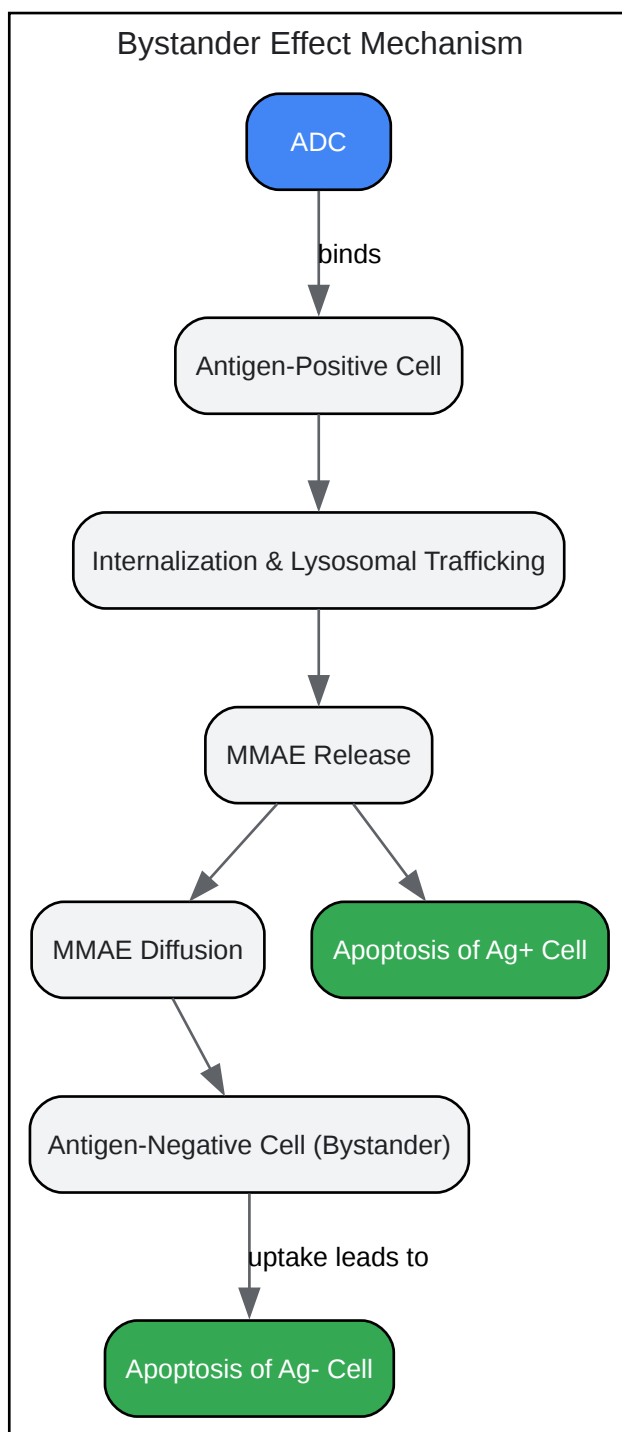 Bystander Effect Mechanism
ADC
binds
Antigen-Positive Cell
Internalization & Lysosomal Trafficking
MMAE Release
MMAE Diffusion
Apoptosis of Ag+ Cell
Antigen-Negative Cell (Bystander)
uptake leads to
Apoptosis of Ag- Cell